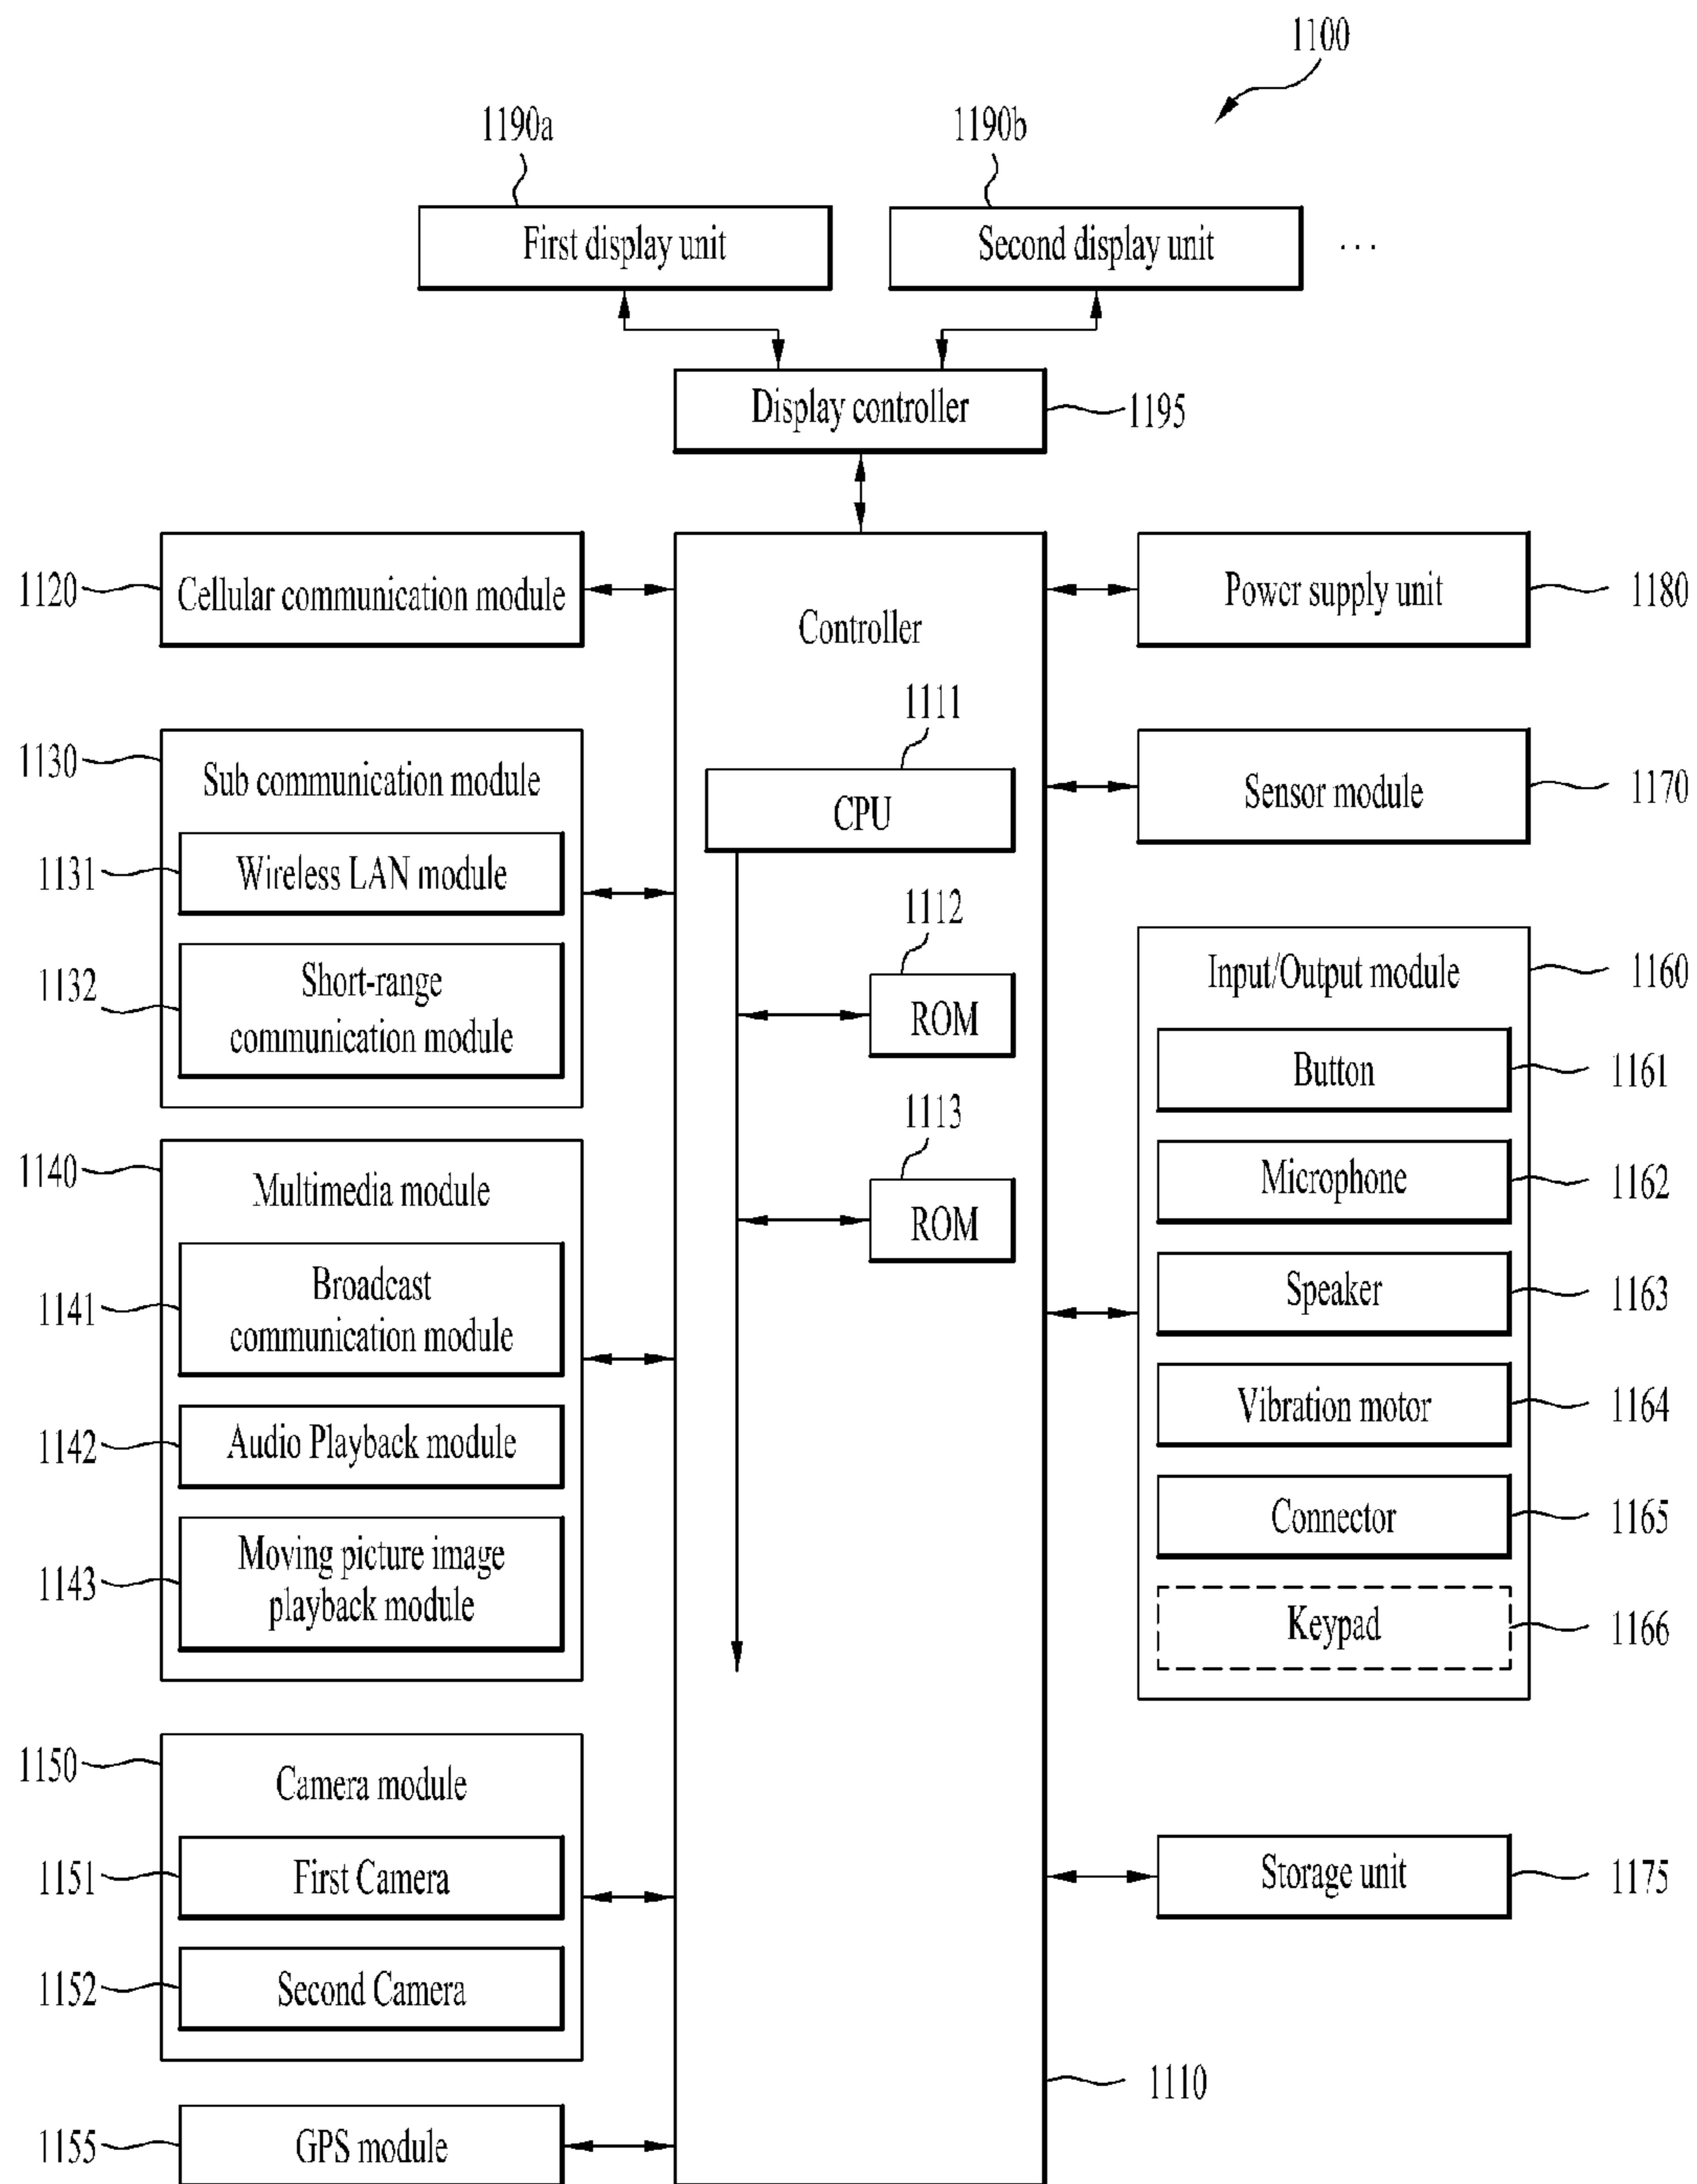 1100
1190a
1190b
First display unit
Second display unit
...
Display controller
1195
1120
Cellular communication module
Controller
Power supply unit
1180
1130
Sub communication module
1131
Wireless LAN module
1132
Short-range
communication module
1111
CPU
1112
ROM
1113
ROM
Sensor module
1170
Input/Output module
1160
Button
1161
Microphone
1162
Speaker
1163
Vibration motor
1164
Connector
1165
Keypad
1166
1140
Multimedia module
1141
Broadcast
communication module
1142
Audio Playback module
1143
Moving picture image
playback module
1150
Camera module
1151
First Camera
1152
Second Camera
Storage unit
1175
1110
1155
GPS module